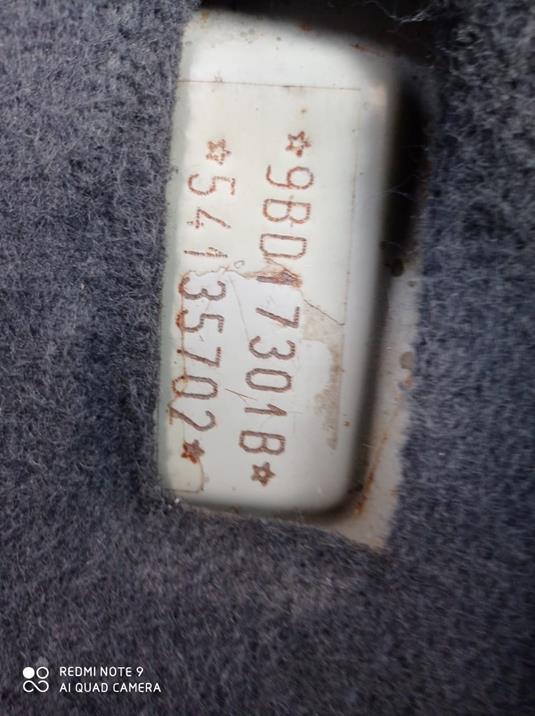 ☆9BD17301B☆
☆54135702☆
REDMI NOTE 9
AI QUAD CAMERA